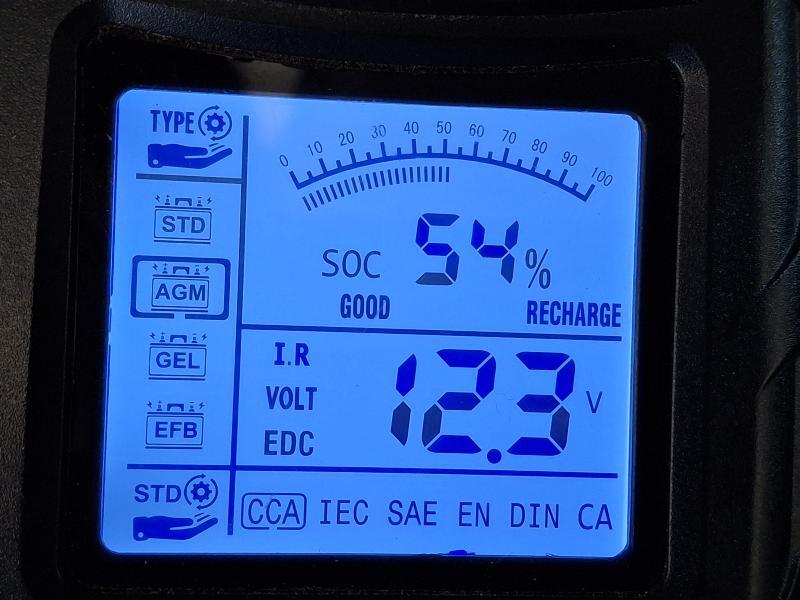 TYPE
0 10 20 30 40 50 60 70 80 90 100
STD
SOC 54%
AGM
GOOD RECHARGE
GEL
I.R
VOLT 12.3 V
EFB
EDC
STD
CCA IEC SAE EN DIN CA